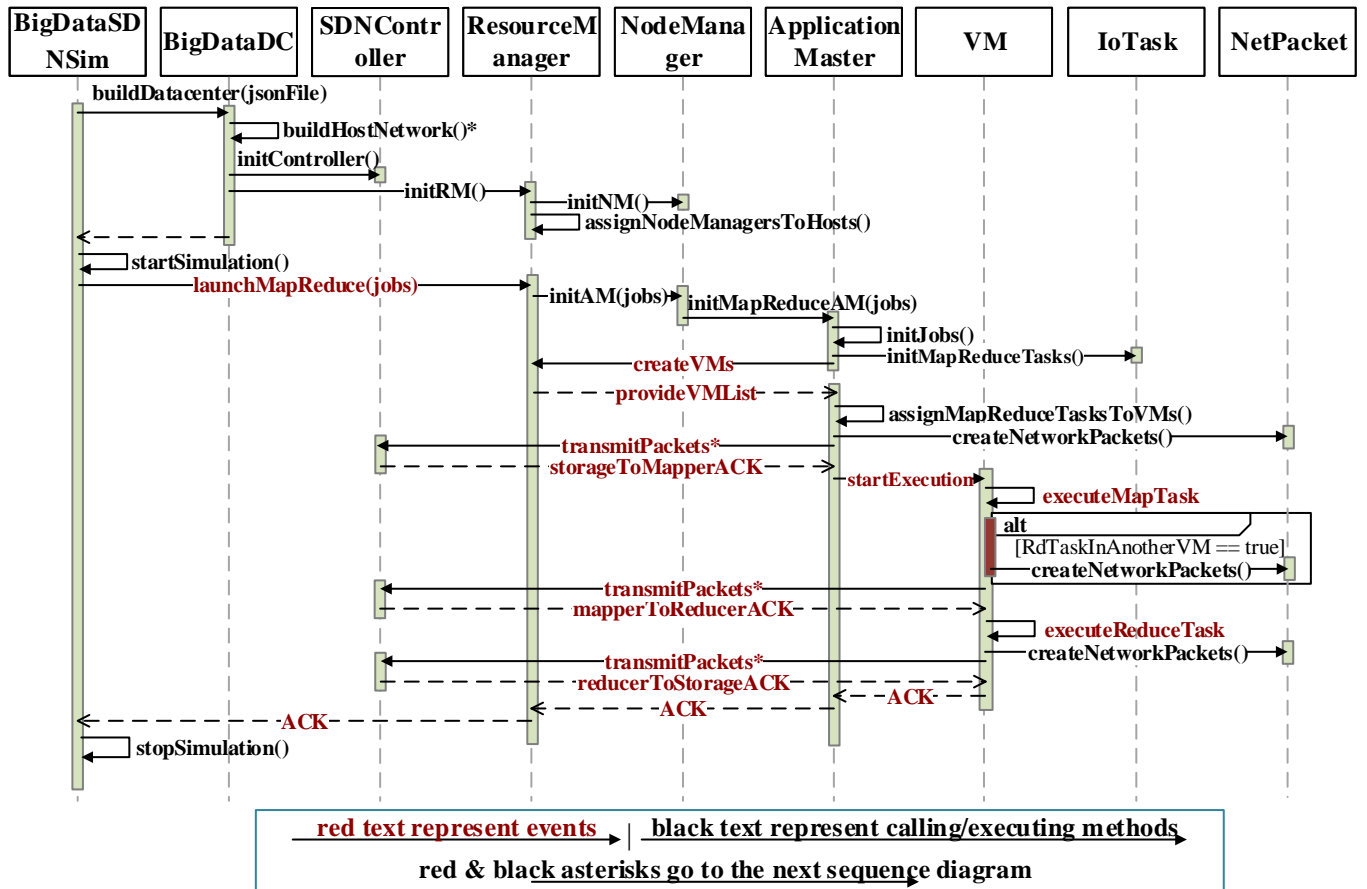 BigDataSD
NSim
BigDataDC
SDNContr
oller
ResourceM
anager
NodeMana
ger
Application
Master
VM
IoTask
NetPacket
buildDatacenter(jsonFile)
buildHostNetwork()*
initController()
initRM()
initNM()
assignNodeManagersToHosts()
startSimulation()
launchMapReduce(jobs)
initAM(jobs)
initMapReduceAM(jobs)
initJobs()
initMapReduceTasks()
createVMs
provideVMList
assignMapReduceTasksToVMs()
createNetworkPackets()
transmitPackets*
storageToMapperACK
startExecution
executeMapTask
alt
[RdTaskInAnotherVM == true]
createNetworkPackets()
transmitPackets*
mapperToReducerACK
executeReduceTask
createNetworkPackets()
transmitPackets*
reducerToStorageACK
ACK
ACK
ACK
stopSimulation()
red text represent events | black text represent calling/executing methods
red & black asterisks go to the next sequence diagram